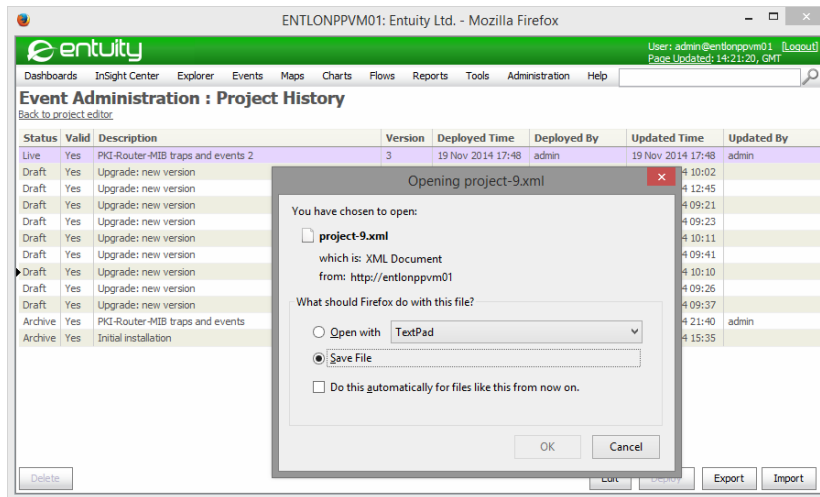 ENTLONPPVM01: Entuity Ltd. - Mozilla Firefox
entuity
User: admin@entlonppvm01 [Logout]
Page Updated: 14:21:20, GMT
Dashboards InSight Center Explorer Events Maps Charts Flows Reports Tools Administration Help
Event Administration : Project History
Back to project editor
Status Valid Description Version Deployed Time Deployed By Updated Time Updated By
Live Yes PKI-Router-MIB traps and events 2 3 19 Nov 2014 17:48 admin 19 Nov 2014 17:48 admin
Draft Yes Upgrade: new version 4 10:02
Draft Yes Upgrade: new version 4 12:45
Draft Yes Upgrade: new version 4 09:21
Draft Yes Upgrade: new version 4 09:23
Draft Yes Upgrade: new version 4 10:11
Draft Yes Upgrade: new version 4 09:41
Draft Yes Upgrade: new version 4 10:10
Draft Yes Upgrade: new version 4 09:26
Draft Yes Upgrade: new version 4 09:37
Archive Yes PKI-Router-MIB traps and events 4 21:40 admin
Archive Yes Initial installation 4 15:35
Opening project-9.xml
You have chosen to open:
project-9.xml
which is: XML Document
from: http://entlonppvm01
What should Firefox do with this file?
Open with TextPad
Save File
Do this automatically for files like this from now on.
OK Cancel
Delete Edit Deploy Export Import